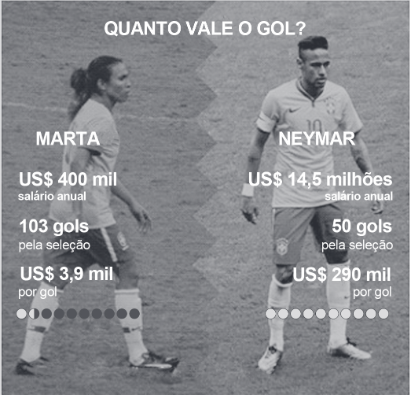 QUANTO VALE O GOL?
MARTA
US$ 400 mil
salário anual
103 gols
pela seleção
US$ 3,9 mil
por gol
NEYMAR
US$ 14,5 milhões
salário anual
50 gols
pela seleção
US$ 290 mil
por gol
10